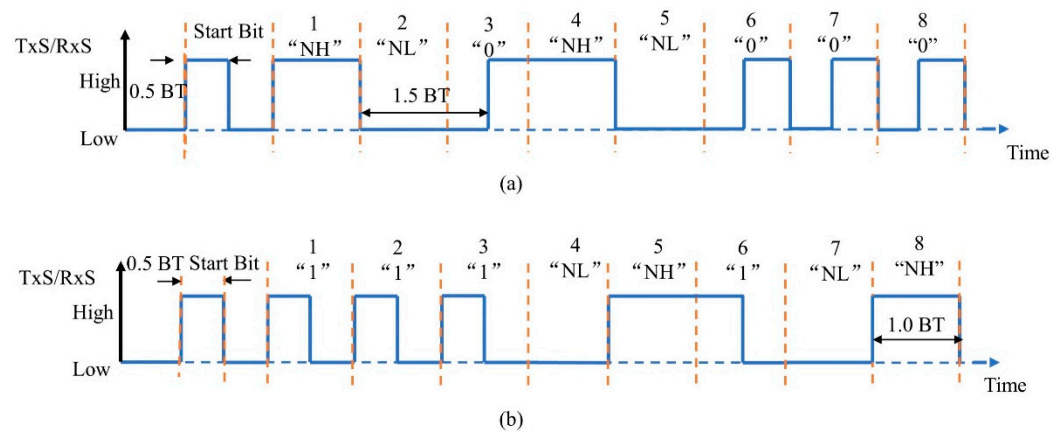 1 2 3 4 5 6 7 8
TxS/RxS Start Bit “NH” “NL” “0” “NH” “NL” “0” “0” “0”
High
0.5 BT 1.5 BT
Low
Time
(a)
1 2 3 4 5 6 7 8
TxS/RxS 0.5 BT Start Bit “1” “1” “1” “NL” “NH” “1” “NL” “NH”
High
1.0 BT
Low
Time
(b)